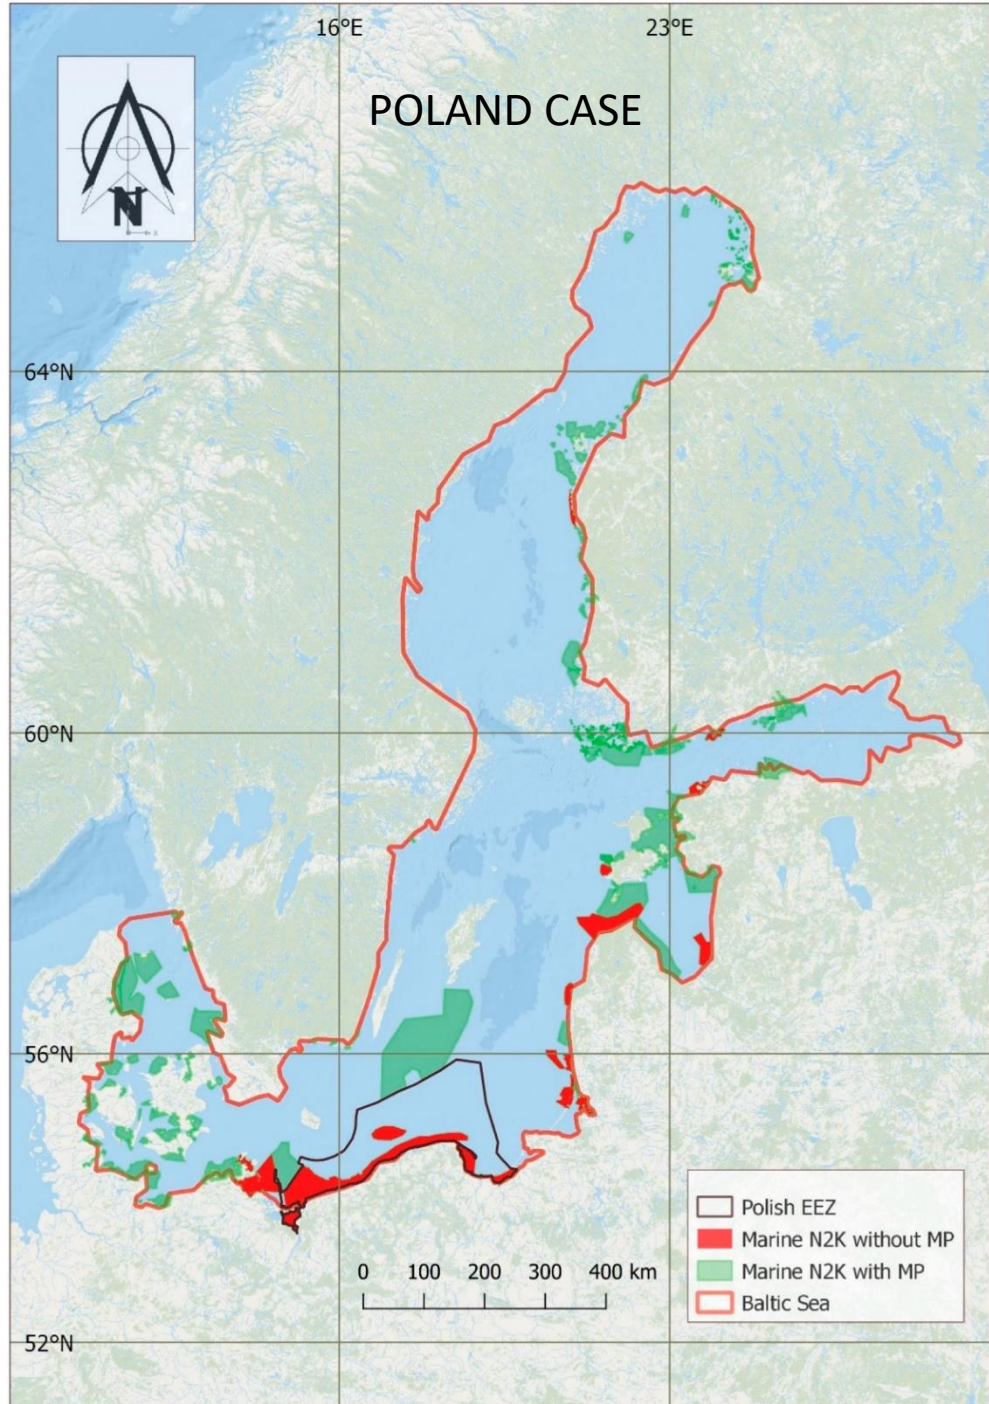 16°E
23°E
POLAND CASE
N
64°N
60°N
56°N
Polish EEZ
Marine N2K without MP
Marine N2K with MP
Baltic Sea
0 100 200 300 400 km
52°N